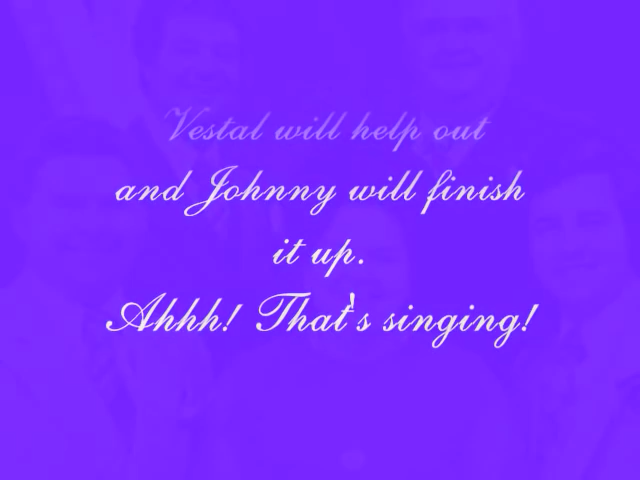 Vestal will help out
and Johnny will finish
it up.
Ahhh! That's singing!